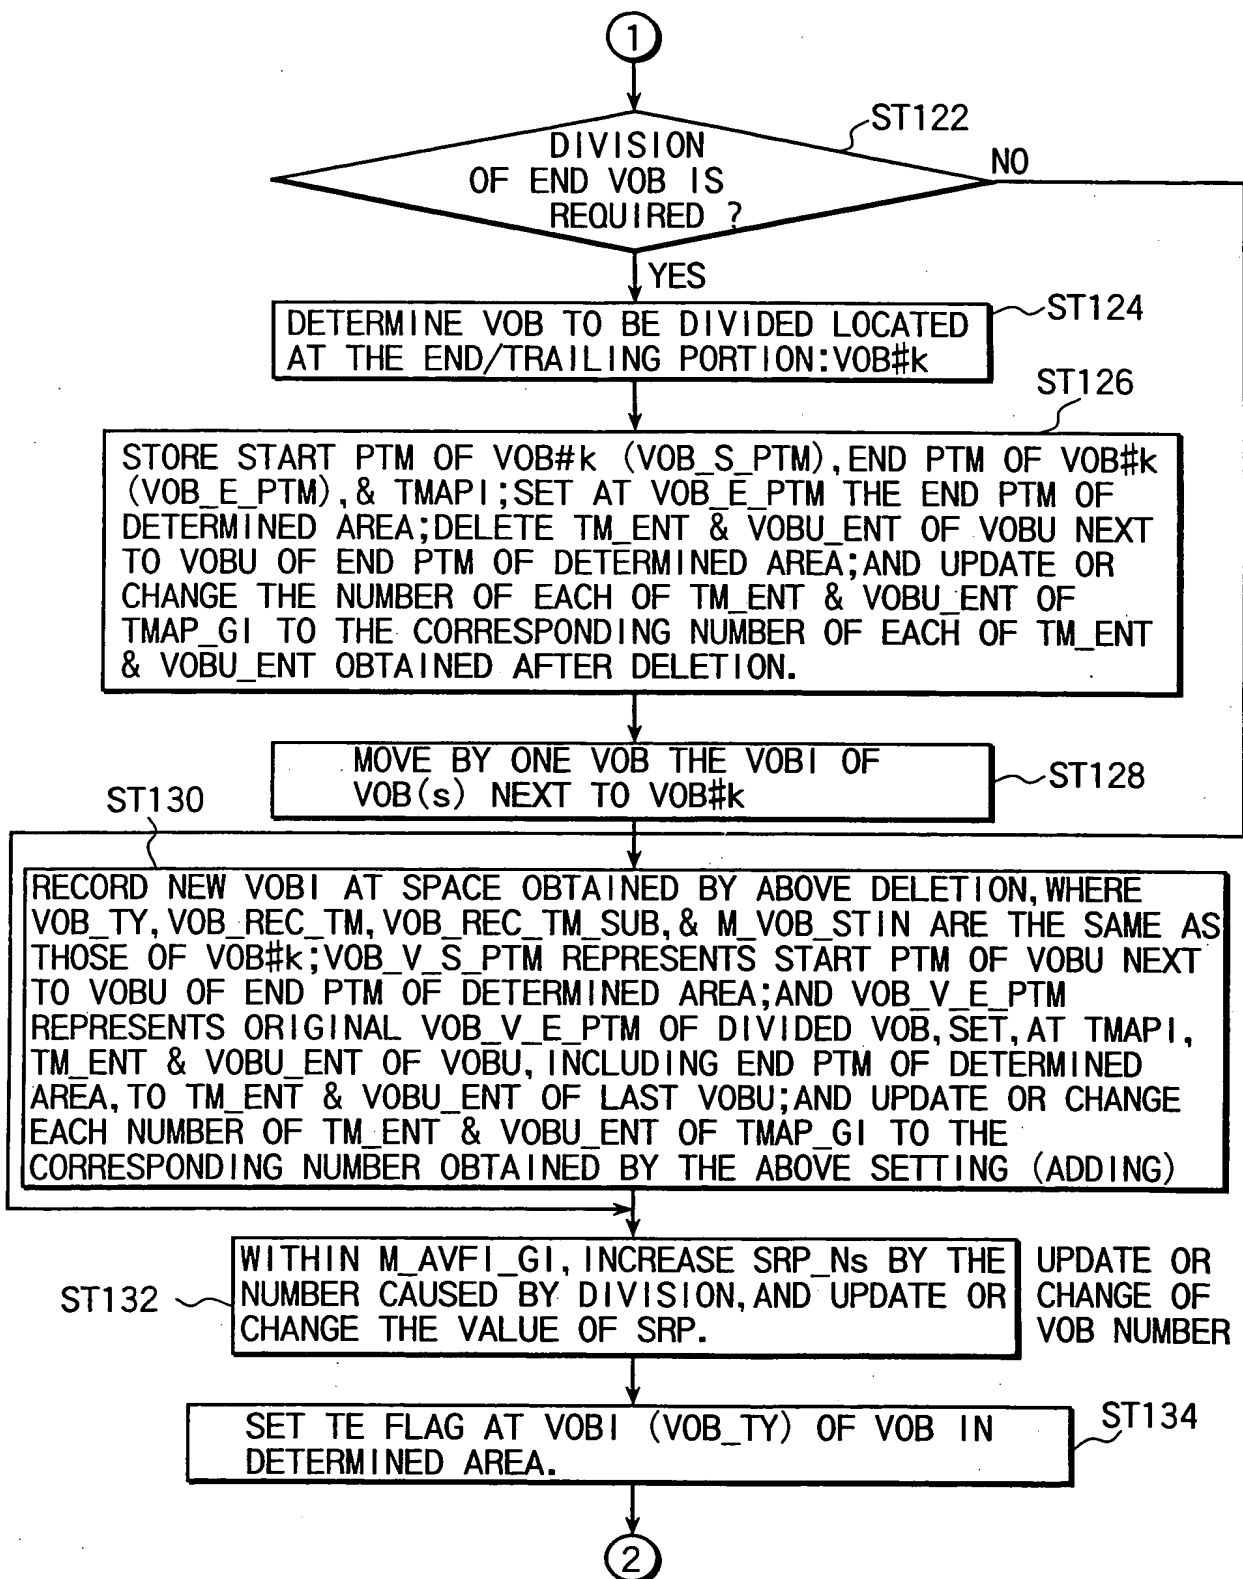 1
ST122
DIVISION
OF END VOB IS
REQUIRED ?
NO
YES
ST124
DETERMINE VOB TO BE DIVIDED LOCATED
AT THE END/TRAILING PORTION:VOB#k
ST126
STORE START PTM OF VOB#k (VOB_S_PTM),END PTM OF VOB#k
(VOB_E_PTM),& TMAPI;SET AT VOB_E_PTM THE END PTM OF
DETERMINED AREA;DELETE TM_ENT & VOBU_ENT OF VOBU NEXT
TO VOBU OF END PTM OF DETERMINED AREA;AND UPDATE OR
CHANGE THE NUMBER OF EACH OF TM_ENT & VOBU_ENT OF
TMAP_GI TO THE CORRESPONDING NUMBER OF EACH OF TM_ENT
& VOBU_ENT OBTAINED AFTER DELETION.
MOVE BY ONE VOB THE VOBI OF
VOB(s) NEXT TO VOB#k
ST128
ST130
RECORD NEW VOBI AT SPACE OBTAINED BY ABOVE DELETION,WHERE
VOB_TY,VOB_REC_TM,VOB_REC_TM_SUB,& M_VOB_STIN ARE THE SAME AS
THOSE OF VOB#k;VOB_V_S_PTM REPRESENTS START PTM OF VOBU NEXT
TO VOBU OF END PTM OF DETERMINED AREA;AND VOB_V_E_PTM
REPRESENTS ORIGINAL VOB_V_E_PTM OF DIVIDED VOB,SET,AT TMAPI,
TM_ENT & VOBU_ENT OF VOBU,INCLUDING END PTM OF DETERMINED
AREA,TO TM_ENT & VOBU_ENT OF LAST VOBU;AND UPDATE OR CHANGE
EACH NUMBER OF TM_ENT & VOBU_ENT OF TMAP_GI TO THE
CORRESPONDING NUMBER OBTAINED BY THE ABOVE SETTING (ADDING)
ST132
WITHIN M_AVFI_GI,INCREASE SRP_Ns BY THE
NUMBER CAUSED BY DIVISION,AND UPDATE OR
CHANGE THE VALUE OF SRP.
UPDATE OR
CHANGE OF
VOB NUMBER
SET TE FLAG AT VOBI (VOB_TY) OF VOB IN
DETERMINED AREA.
ST134
2